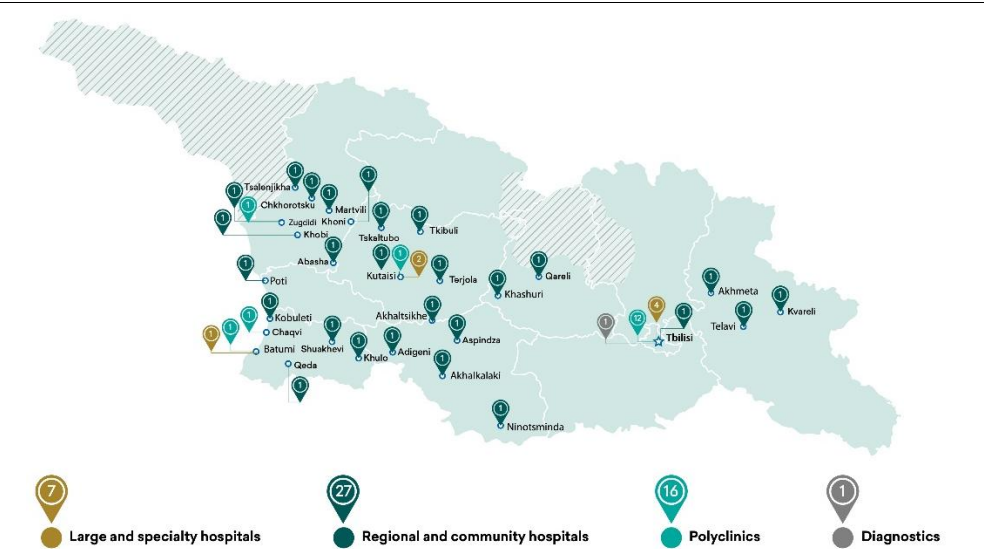 1
1
Tsalenjikha
1
1
1
1
Chkhorotsku
Martvili
1
1
1
Zugdidi
Khoni
1
Khobi
Tskaltubo
Tkibuli
1
1
1
2
1
1
1
Abasha
Kutaisi
Terjola
Qareli
1
Poti
Khashuri
1
Akhmeta
1
Kvareli
1
1
4
1
1
Kobuleti
Akhaltsikhe
1
12
1
Telavi
1
1
1
1
1
1
Chaqvi
Aspindza
Tbilisi
Batumi
Shuakhevi
1
Adigeni
Khulo
1
Qeda
Akhalkalaki
1
1
Ninotsminda
7
27
16
1
Large and specialty hospitals
Regional and community hospitals
Polyclinics
Diagnostics